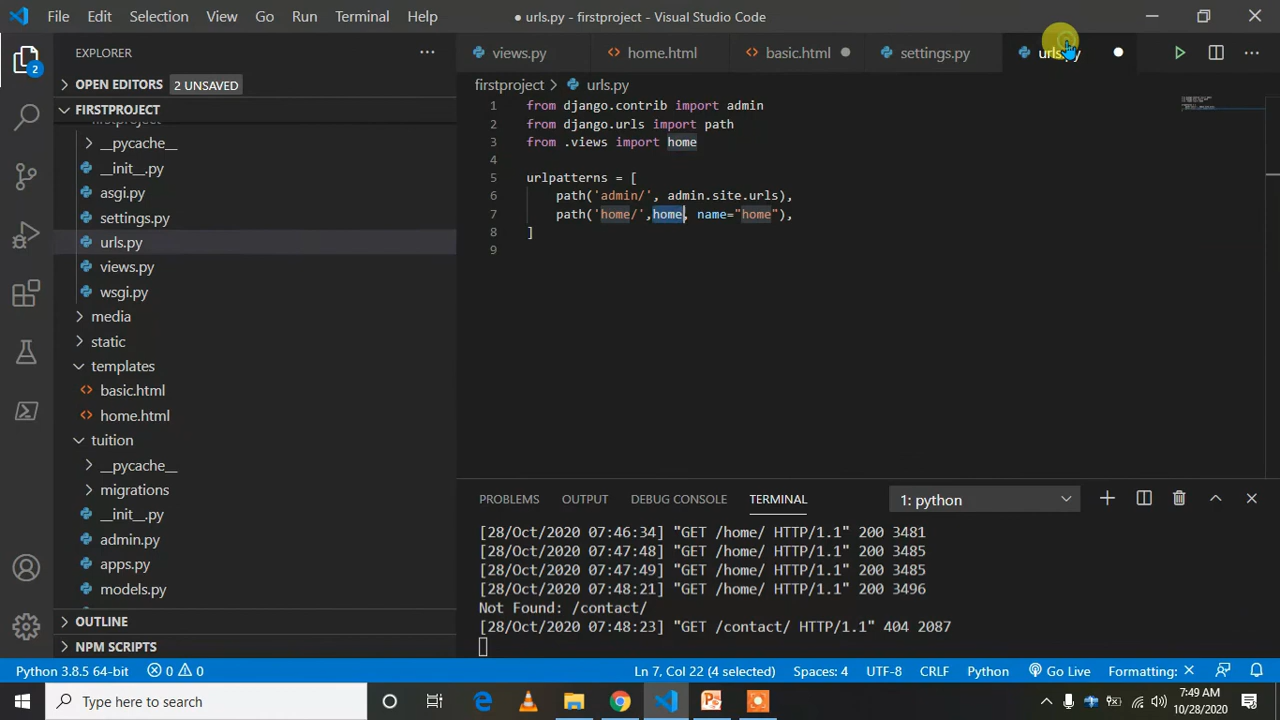 File Edit Selection View Go Run Terminal Help
● urls.py - firstproject - Visual Studio Code
EXPLORER
2
OPEN EDITORS 2 UNSAVED
FIRSTPROJECT
firstproject
__pycache__
__init__.py
asgi.py
settings.py
urls.py
views.py
wsgi.py
media
static
templates
basic.html
home.html
tuition
__pycache__
migrations
__init__.py
admin.py
apps.py
models.py
OUTLINE
NPM SCRIPTS
views.py home.html basic.html settings.py urls.py
firstproject > urls.py
1 from django.contrib import admin
2 from django.urls import path
3 from .views import home
4
5 urlpatterns = [
6 path('admin/', admin.site.urls),
7 path('home/',home, name="home"),
8 ]
9
PROBLEMS OUTPUT DEBUG CONSOLE TERMINAL 1: python
[28/Oct/2020 07:46:34] "GET /home/ HTTP/1.1" 200 3481
[28/Oct/2020 07:47:48] "GET /home/ HTTP/1.1" 200 3485
[28/Oct/2020 07:47:49] "GET /home/ HTTP/1.1" 200 3485
[28/Oct/2020 07:48:21] "GET /home/ HTTP/1.1" 200 3496
Not Found: /contact/
[28/Oct/2020 07:48:23] "GET /contact/ HTTP/1.1" 404 2087
Python 3.8.5 64-bit 0 0 Ln 7, Col 22 (4 selected) Spaces: 4 UTF-8 CRLF Python Go Live Formatting: ✕
Type here to search
7:49 AM
10/28/2020